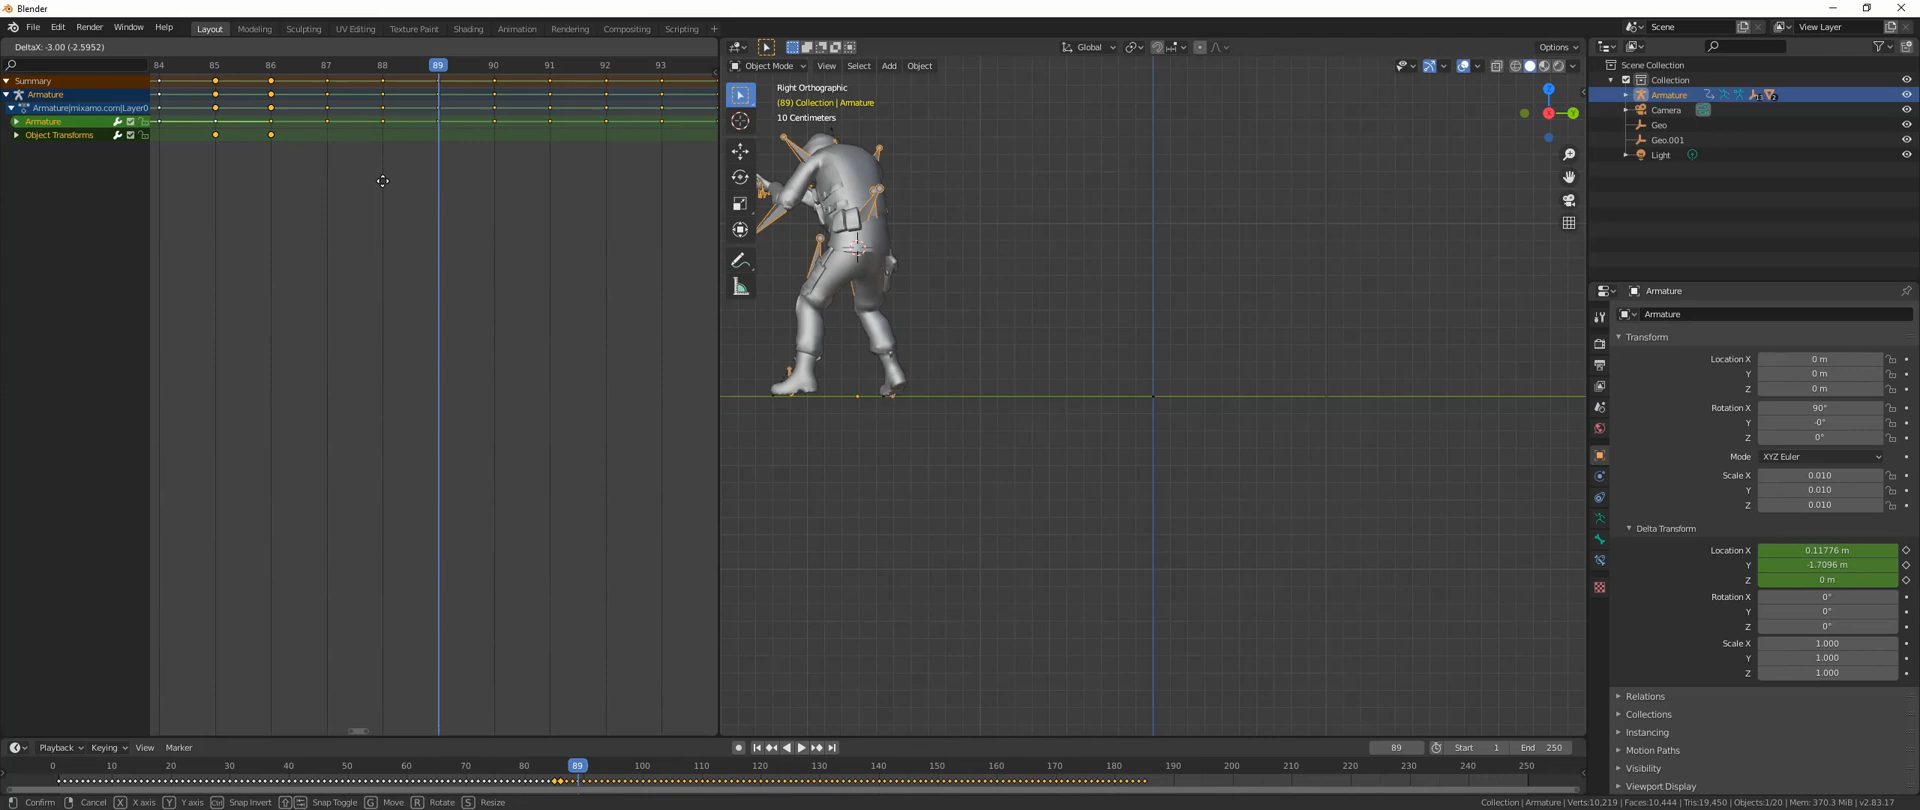 Blender
File Edit Render Window Help
Layout Modeling Sculpting UV Editing Texture Paint Shading Animation Rendering Compositing Scripting +
Scene
View Layer
DeltaX: -3.00 (-2.5952)
Global
Options
84 85 86 87 88 89 90 91 92 93
Object Mode View Select Add Object
Summary
Armature
Armature|mixamo.com|Layer0
Armature
Object Transforms
Right Orthographic
(89) Collection | Armature
10 Centimeters
Z
Y
X
Scene Collection
Collection
Armature
13
2
Camera
Geo
Geo.001
Light
Armature
Armature
Transform
Location X 0 m
Y 0 m
Z 0 m
Rotation X 90°
Y -0°
Z 0°
Mode XYZ Euler
Scale X 0.010
Y 0.010
Z 0.010
Delta Transform
Location X 0.11776 m
Y -1.7096 m
Z 0 m
Rotation X 0°
Y 0°
Z 0°
Scale X 1.000
Y 1.000
Z 1.000
Relations
Collections
Instancing
Motion Paths
Visibility
Viewport Display
Playback Keying View Marker
89 Start 1 End 250
0 10 20 30 40 50 60 70 80 89 100 110 120 130 140 150 160 170 180 190 200 210 220 230 240 250
Confirm Cancel X X axis Y Y axis Ctrl Snap Invert Snap Toggle G Move R Rotate S Resize
Collection | Armature | Verts:10,219 | Faces:10,444 | Tris:19,450 | Objects:1/20 | Mem: 370.3 MiB | v2.83.17